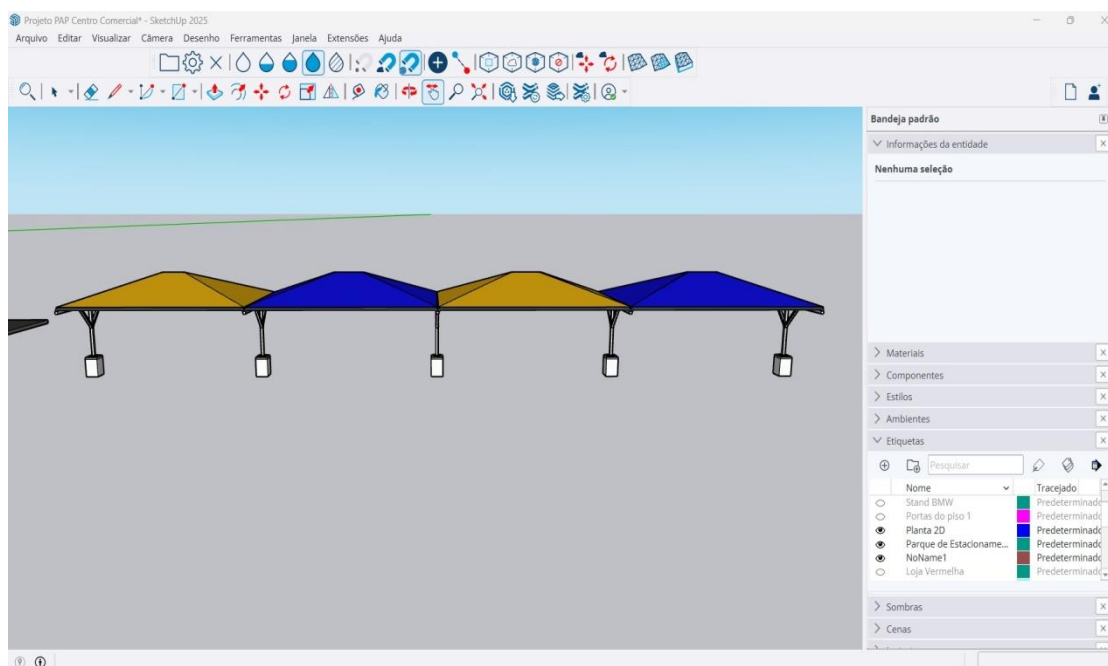 Projeto PAP Centro Comercial* - SketchUp 2025
Arquivo Editar Visualizar Câmera Desenho Ferramentas Janela Extensões Ajuda
Bandeja padrão
Informações da entidade
Nenhuma seleção
Materiais
Componentes
Estilos
Ambientes
Etiquetas
Pesquisar
Nome Tracejado
Stand BMW Predeterminado
Portas do piso 1 Predeterminado
Planta 2D Predeterminado
Parque de Estacioname... Predeterminado
NoName1 Predeterminado
Loja Vermelha Predeterminado
Sombras
Cenas